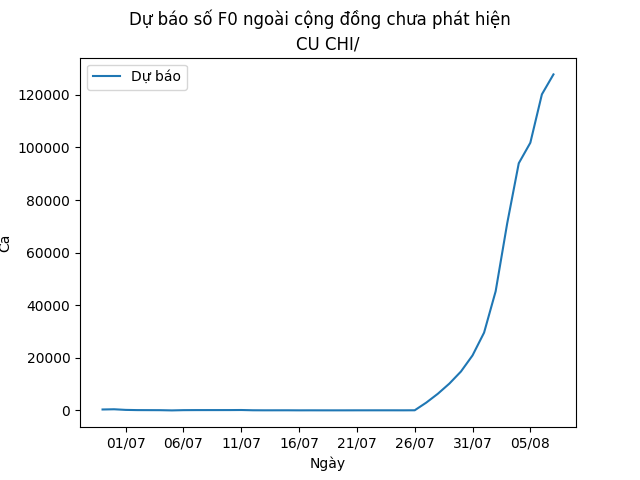 Dự báo số F0 ngoài cộng đồng chưa phát hiện
CU CHI/
Dự báo
120000
100000
80000
60000
40000
20000
0
Ca
01/07 06/07 11/07 16/07 21/07 26/07 31/07 05/08
Ngày